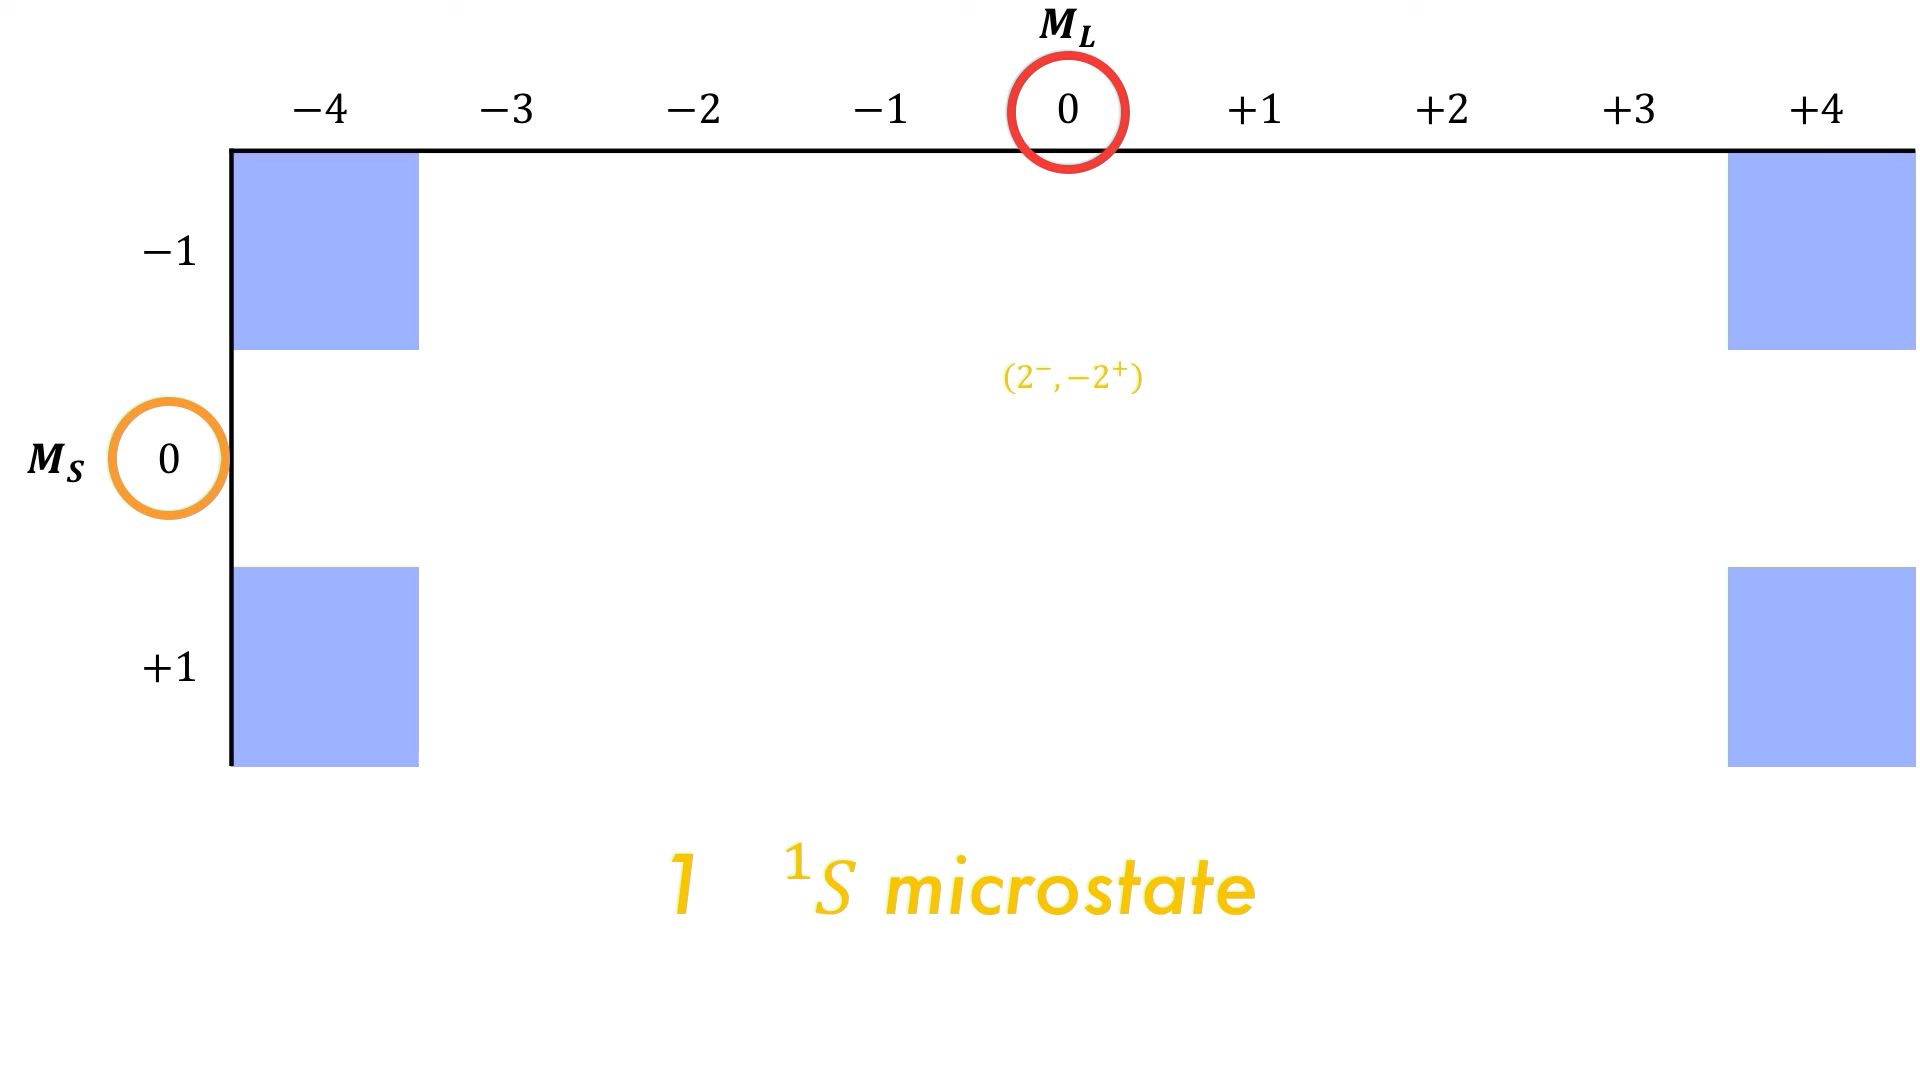 M_L
−4 −3 −2 −1 0 +1 +2 +3 +4
−1
(2⁻, −2⁺)
M_S 0
+1
1 ¹S microstate